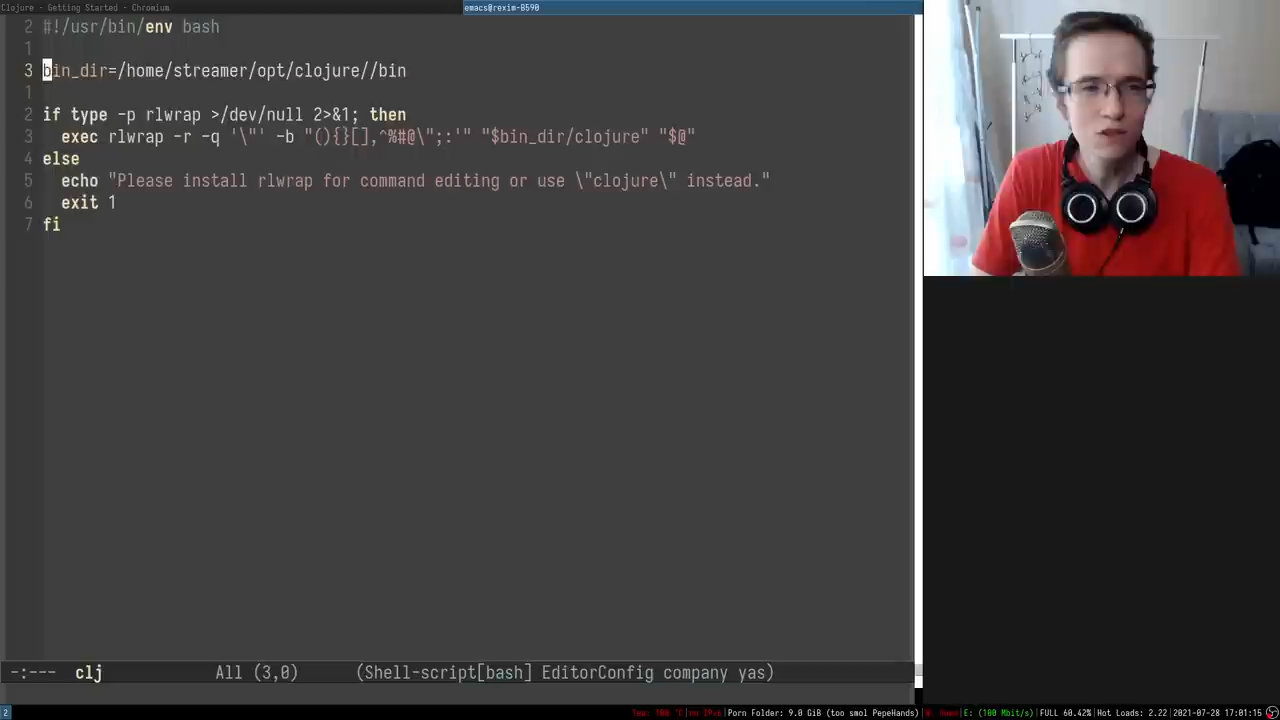 Clojure - Getting Started - Chromium
emacs@rexim-B590
2 #!/usr/bin/env bash
1
3 bin_dir=/home/streamer/opt/clojure//bin
1
2 if type -p rlwrap >/dev/null 2>&1; then
3   exec rlwrap -r -q '\"' -b "(){}[],^%#@\";:'" "$bin_dir/clojure" "$@"
4 else
5   echo "Please install rlwrap for command editing or use \"clojure\" instead."
6   exit 1
7 fi
-:---  clj            All (3,0)      (Shell-script[bash] EditorConfig company yas)
2
Porn Folder: 9.0 GiB (too smol PepeHands)
E: (100 Mbit/s)
FULL 60.42%
Hot Loads: 2.22
2021-07-28 17:01:15